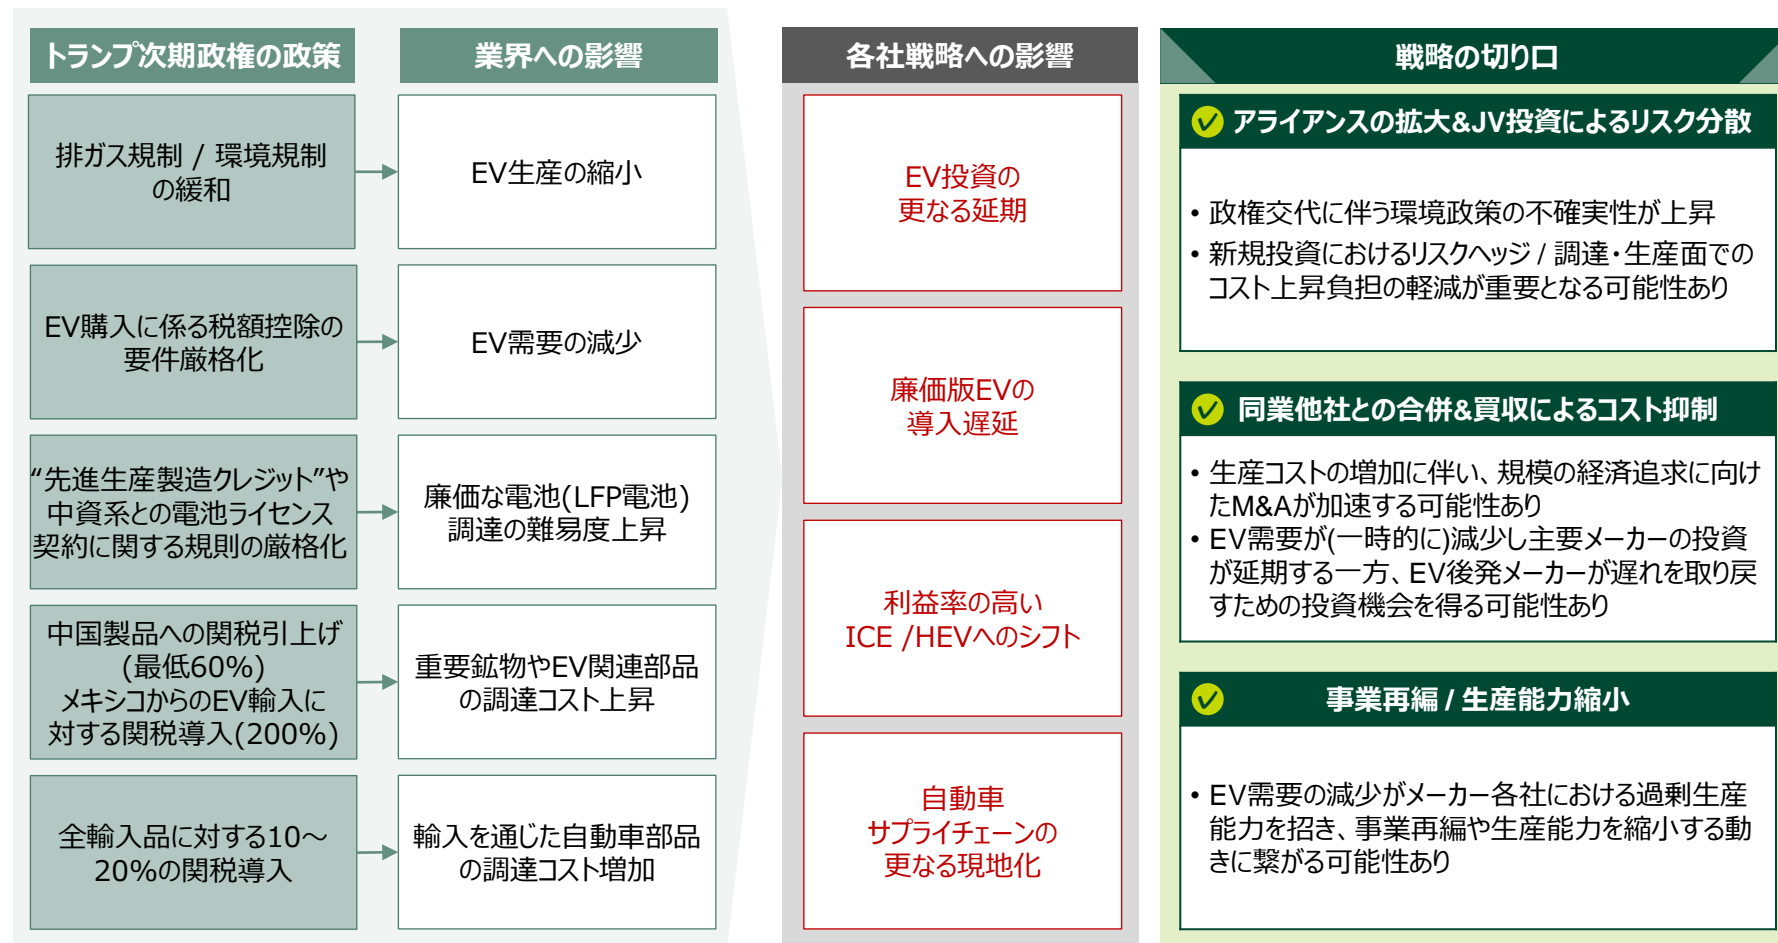 トランプ次期政権の政策
業界への影響
排ガス規制 / 環境規制
の緩和
EV生産の縮小
EV購入に係る税額控除の
要件厳格化
EV需要の減少
“先進生産製造クレジット”や
中資系との電池ライセンス
契約に関する規則の厳格化
廉価な電池(LFP電池)
調達の難易度上昇
中国製品への関税引上げ
(最低60%)
メキシコからのEV輸入に
対する関税導入(200%)
重要鉱物やEV関連部品
の調達コスト上昇
全輸入品に対する10～
20%の関税導入
輸入を通じた自動車部品
の調達コスト増加
各社戦略への影響
EV投資の
更なる延期
廉価版EVの
導入遅延
利益率の高い
ICE /HEVへのシフト
自動車
サプライチェーンの
更なる現地化
戦略の切り口
アライアンスの拡大&JV投資によるリスク分散
• 政権交代に伴う環境政策の不確実性が上昇
• 新規投資におけるリスクヘッジ / 調達・生産面での
コスト上昇負担の軽減が重要となる可能性あり
同業他社との合併&買収によるコスト抑制
• 生産コストの増加に伴い、規模の経済追求に向け
たM&Aが加速する可能性あり
• EV需要が(一時的に)減少し主要メーカーの投資
が延期する一方、EV後発メーカーが遅れを取り戻
すための投資機会を得る可能性あり
事業再編 / 生産能力縮小
• EV需要の減少がメーカー各社における過剰生産
能力を招き、事業再編や生産能力を縮小する動
きに繋がる可能性あり